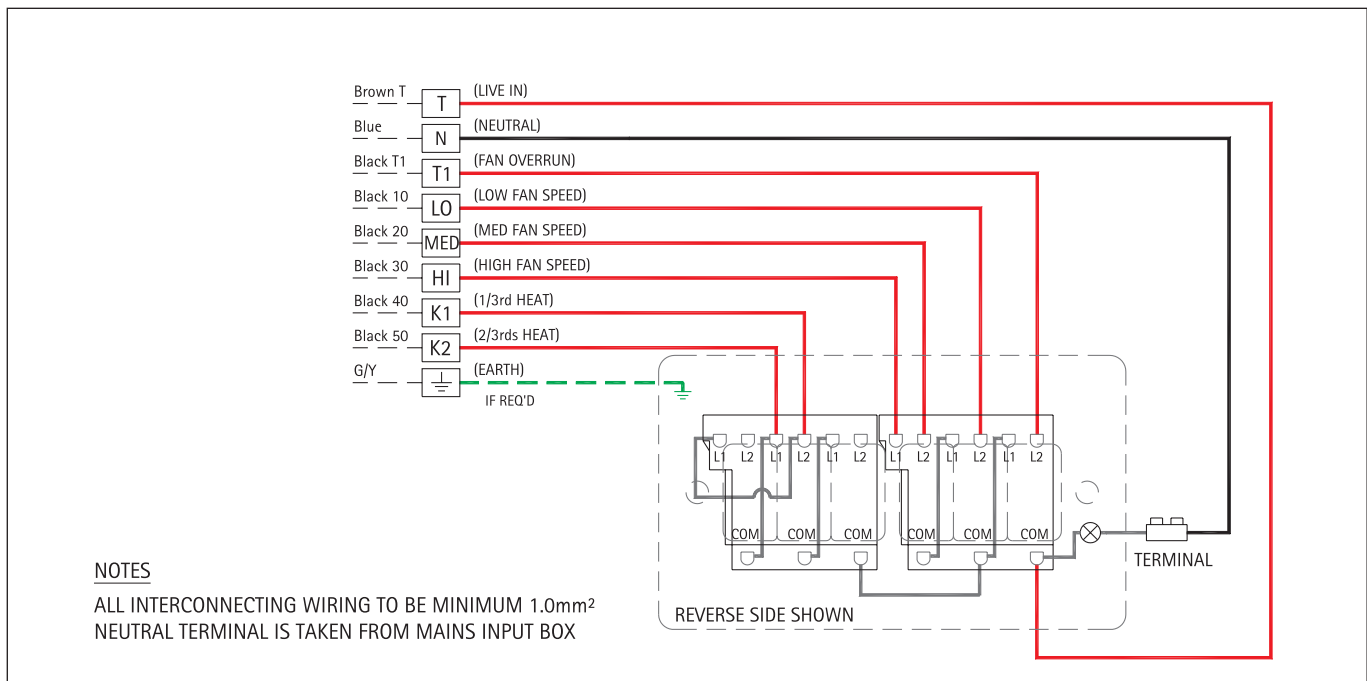 Brown T T (LIVE IN)
Blue N (NEUTRAL)
Black T1 T1 (FAN OVERRUN)
Black 10 LO (LOW FAN SPEED)
Black 20 MED (MED FAN SPEED)
Black 30 HI (HIGH FAN SPEED)
Black 40 K1 (1/3rd HEAT)
Black 50 K2 (2/3rds HEAT)
G/Y (EARTH)
IF REQ'D
L1 L2 L1 L2 L1 L2 L1 L2 L1 L2 L1 L2
COM COM COM COM COM COM
TERMINAL
REVERSE SIDE SHOWN
NOTES
ALL INTERCONNECTING WIRING TO BE MINIMUM 1.0mm²
NEUTRAL TERMINAL IS TAKEN FROM MAINS INPUT BOX